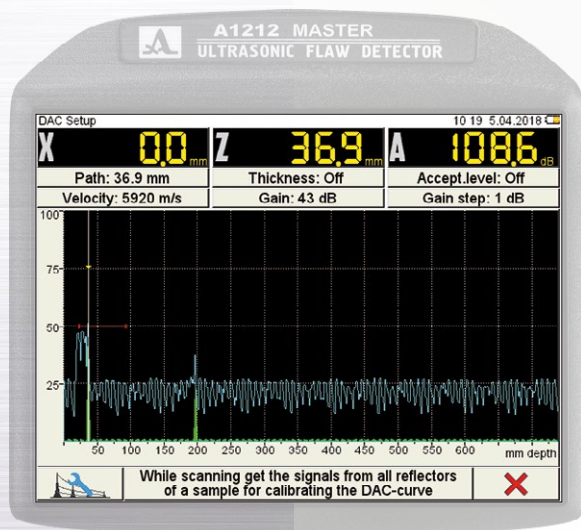 A1212 MASTER
ULTRASONIC FLAW DETECTOR
DAC Setup 10 19 5.04.2018
X 0.0 mm Z 36.9 mm A 108.6 dB
Path: 36.9 mm Thickness: Off Accept.level: Off
Velocity: 5920 m/s Gain: 43 dB Gain step: 1 dB
100
75
50
25
50 100 150 200 250 300 350 400 450 500 550 600 mm depth
While scanning get the signals from all reflectors
of a sample for calibrating the DAC-curve